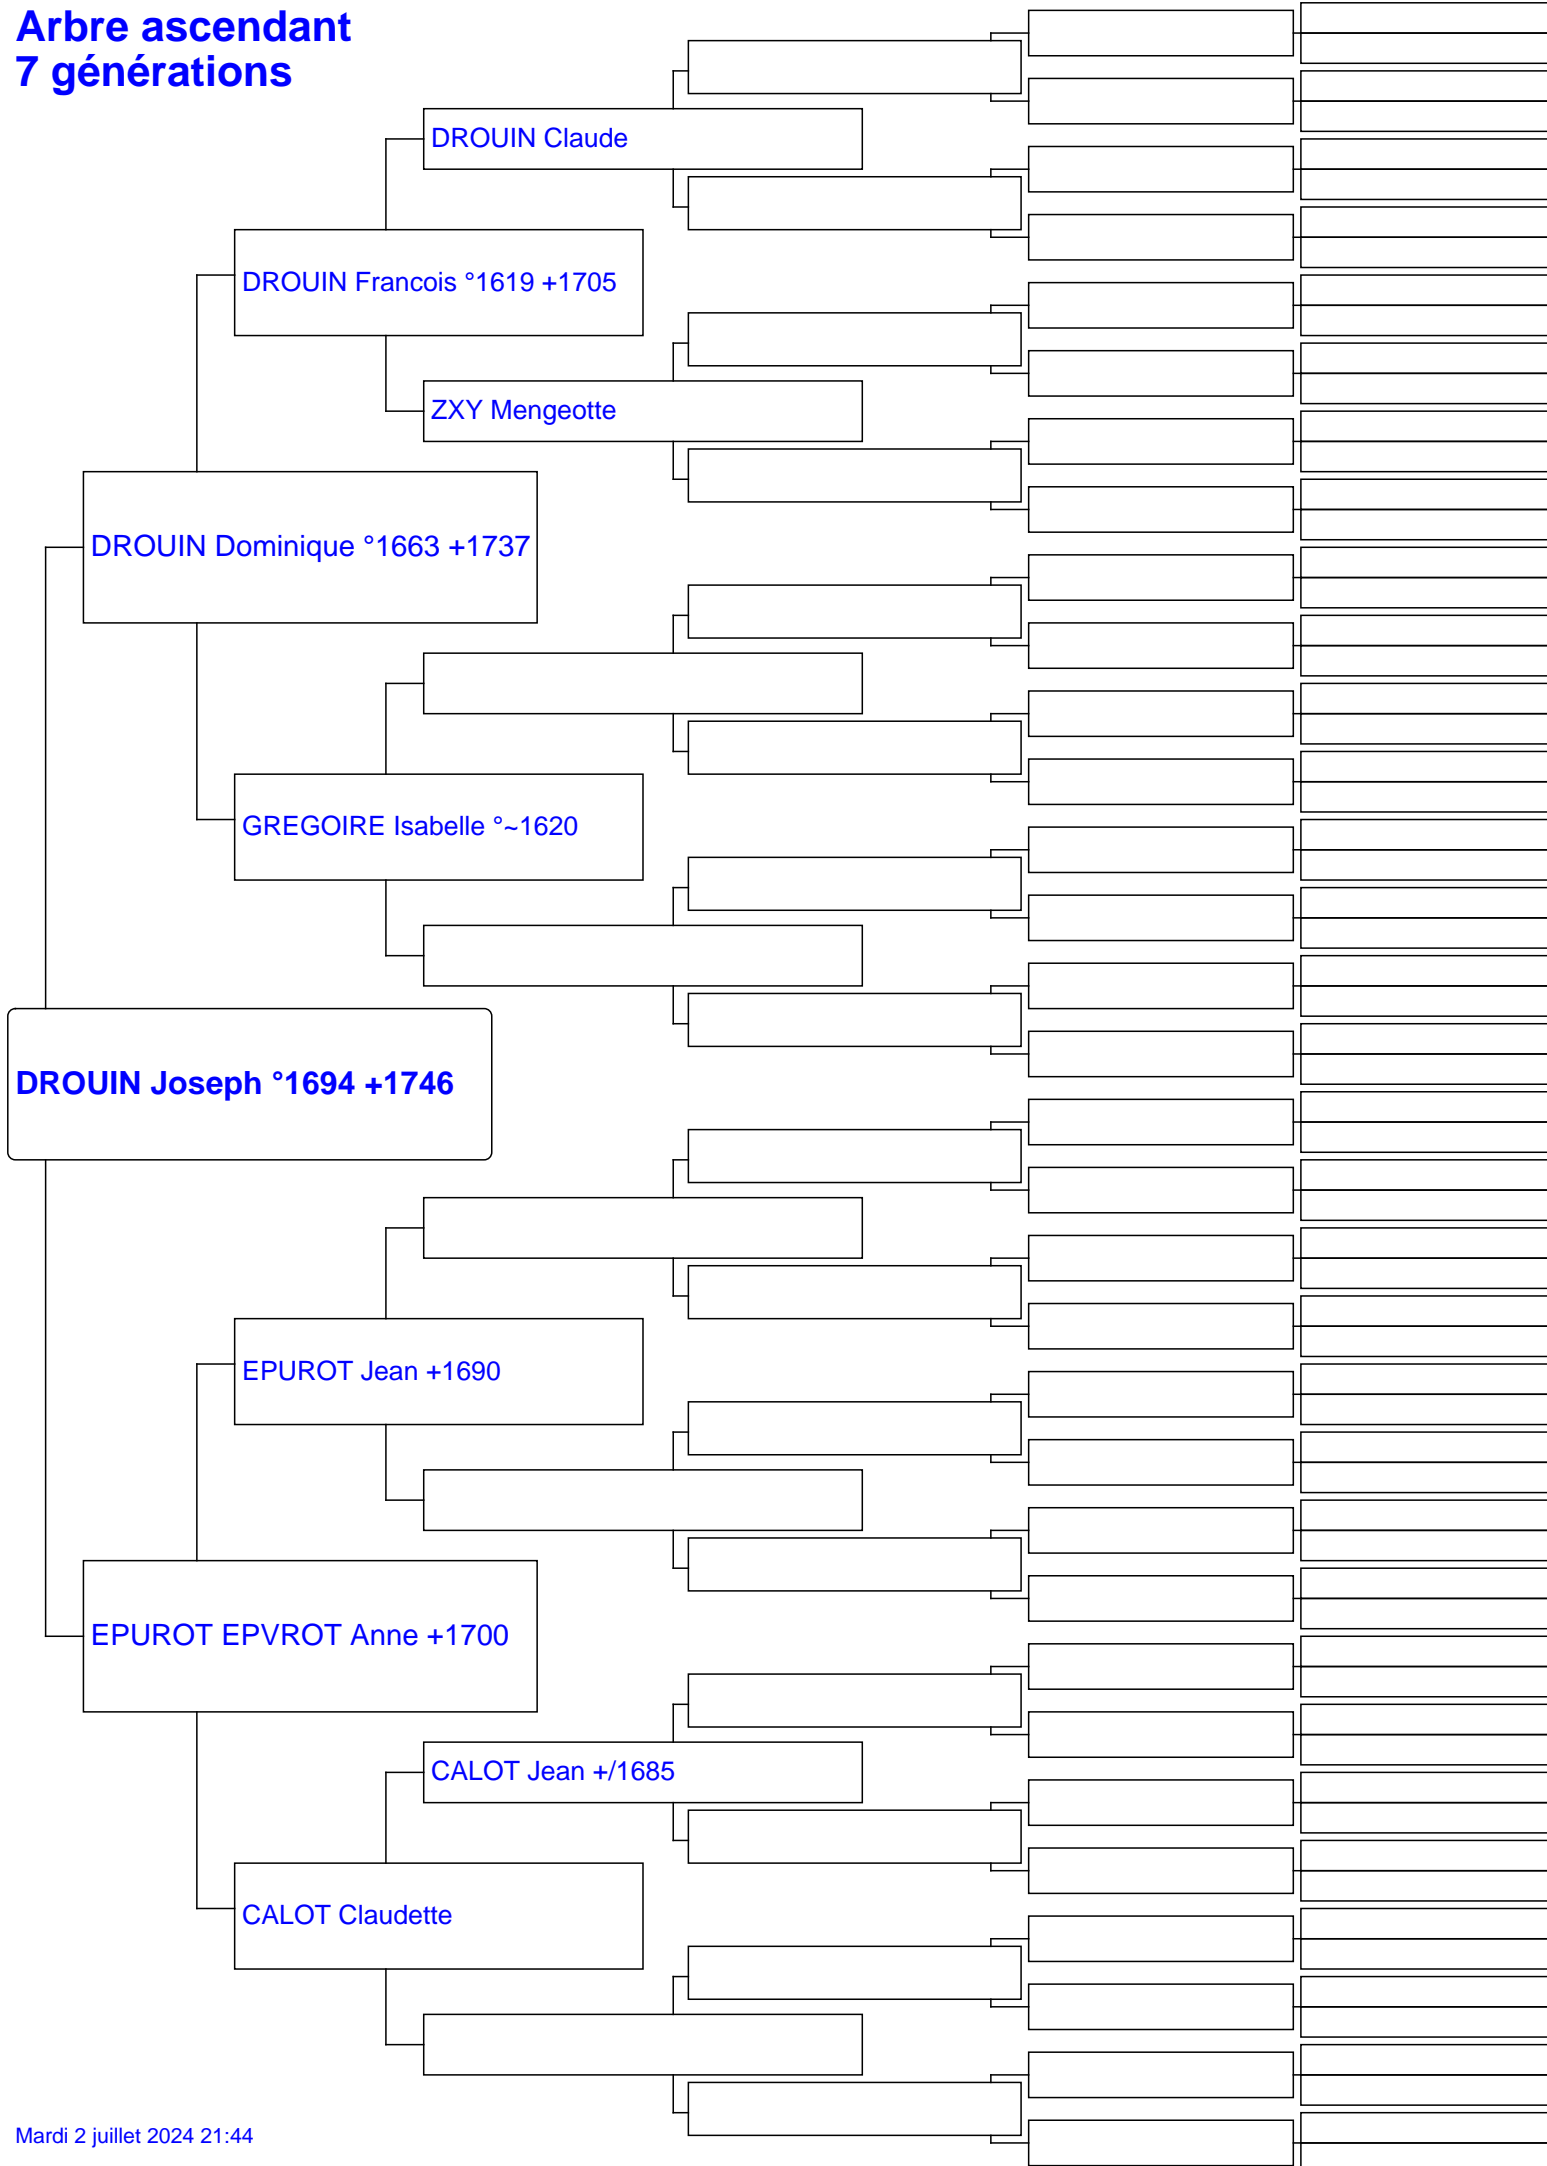 Arbre ascendant
7 générations
DROUIN Claude
DROUIN Francois °1619 +1705
ZXY Mengeotte
DROUIN Dominique °1663 +1737
GREGOIRE Isabelle °~1620
DROUIN Joseph °1694 +1746
EPUROT Jean +1690
EPUROT EPVROT Anne +1700
CALOT Jean +/1685
CALOT Claudette
Mardi 2 juillet 2024 21:44